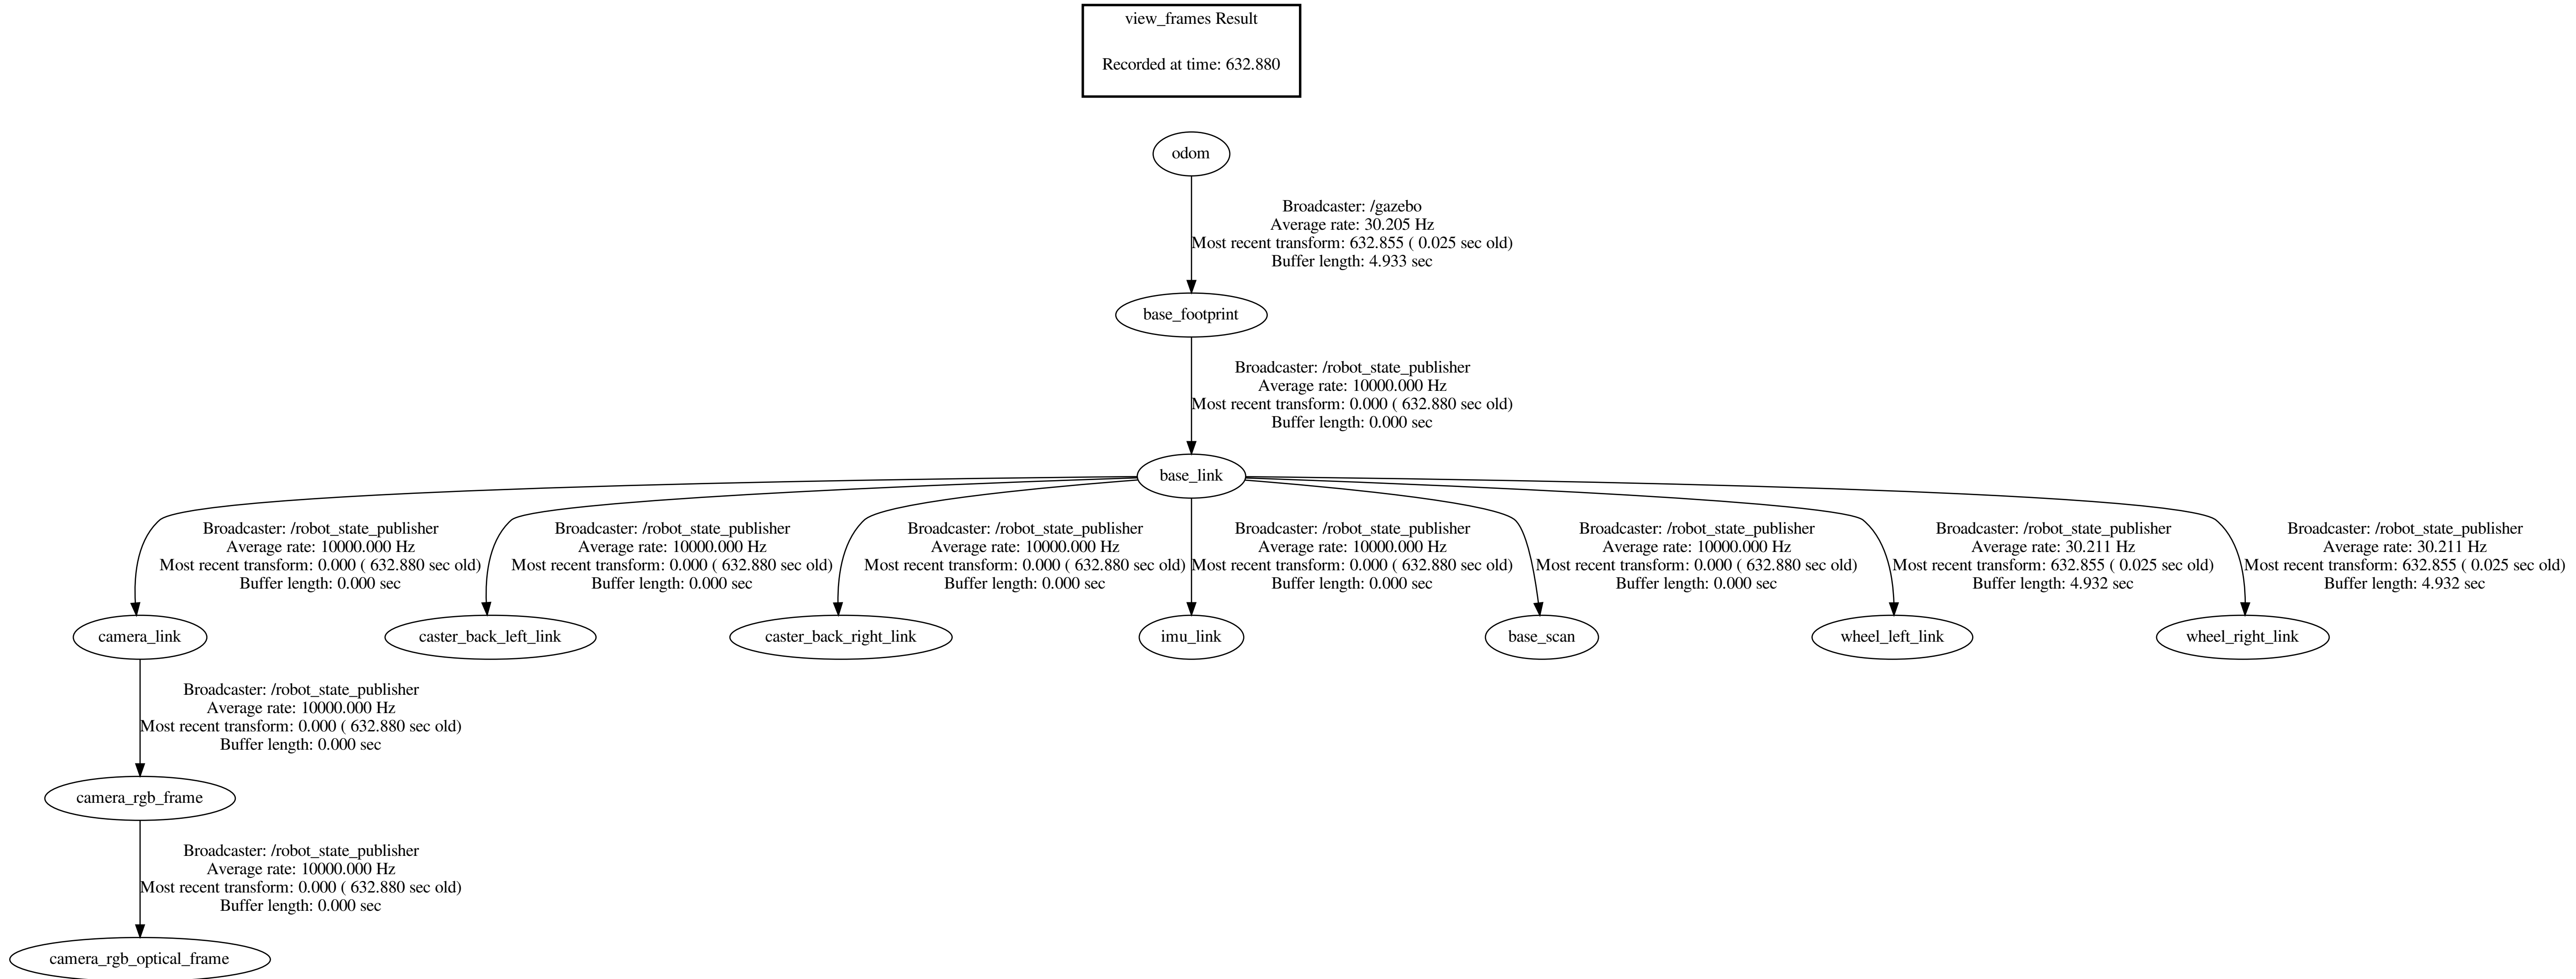 view_frames Result
Recorded at time: 632.880
odom
Broadcaster: /gazebo
Average rate: 30.205 Hz
Most recent transform: 632.855 ( 0.025 sec old)
Buffer length: 4.933 sec
base_footprint
Broadcaster: /robot_state_publisher
Average rate: 10000.000 Hz
Most recent transform: 0.000 ( 632.880 sec old)
Buffer length: 0.000 sec
base_link
Broadcaster: /robot_state_publisher
Average rate: 10000.000 Hz
Most recent transform: 0.000 ( 632.880 sec old)
Buffer length: 0.000 sec
Broadcaster: /robot_state_publisher
Average rate: 10000.000 Hz
Most recent transform: 0.000 ( 632.880 sec old)
Buffer length: 0.000 sec
Broadcaster: /robot_state_publisher
Average rate: 10000.000 Hz
Most recent transform: 0.000 ( 632.880 sec old)
Buffer length: 0.000 sec
Broadcaster: /robot_state_publisher
Average rate: 10000.000 Hz
Most recent transform: 0.000 ( 632.880 sec old)
Buffer length: 0.000 sec
Broadcaster: /robot_state_publisher
Average rate: 10000.000 Hz
Most recent transform: 0.000 ( 632.880 sec old)
Buffer length: 0.000 sec
Broadcaster: /robot_state_publisher
Average rate: 30.211 Hz
Most recent transform: 632.855 ( 0.025 sec old)
Buffer length: 4.932 sec
Broadcaster: /robot_state_publisher
Average rate: 30.211 Hz
Most recent transform: 632.855 ( 0.025 sec old)
Buffer length: 4.932 sec
camera_link
caster_back_left_link
caster_back_right_link
imu_link
base_scan
wheel_left_link
wheel_right_link
Broadcaster: /robot_state_publisher
Average rate: 10000.000 Hz
Most recent transform: 0.000 ( 632.880 sec old)
Buffer length: 0.000 sec
camera_rgb_frame
Broadcaster: /robot_state_publisher
Average rate: 10000.000 Hz
Most recent transform: 0.000 ( 632.880 sec old)
Buffer length: 0.000 sec
camera_rgb_optical_frame